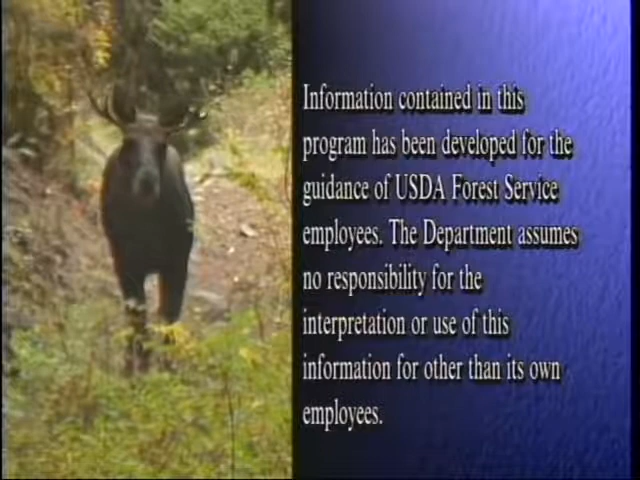 Information contained in this
program has been developed for the
guidance of USDA Forest Service
employees. The Department assumes
no responsibility for the
interpretation or use of this
information for other than its own
employees.